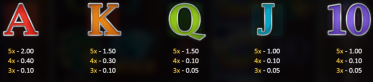 A K Q J 10
5x - 2.00 5x - 1.50 5x - 1.50 5x - 1.00 5x - 1.00
4x - 0.40 4x - 0.30 4x - 0.10 4x - 0.10 4x - 0.10
3x - 0.10 3x - 0.10 3x - 0.05 3x - 0.05 3x - 0.05